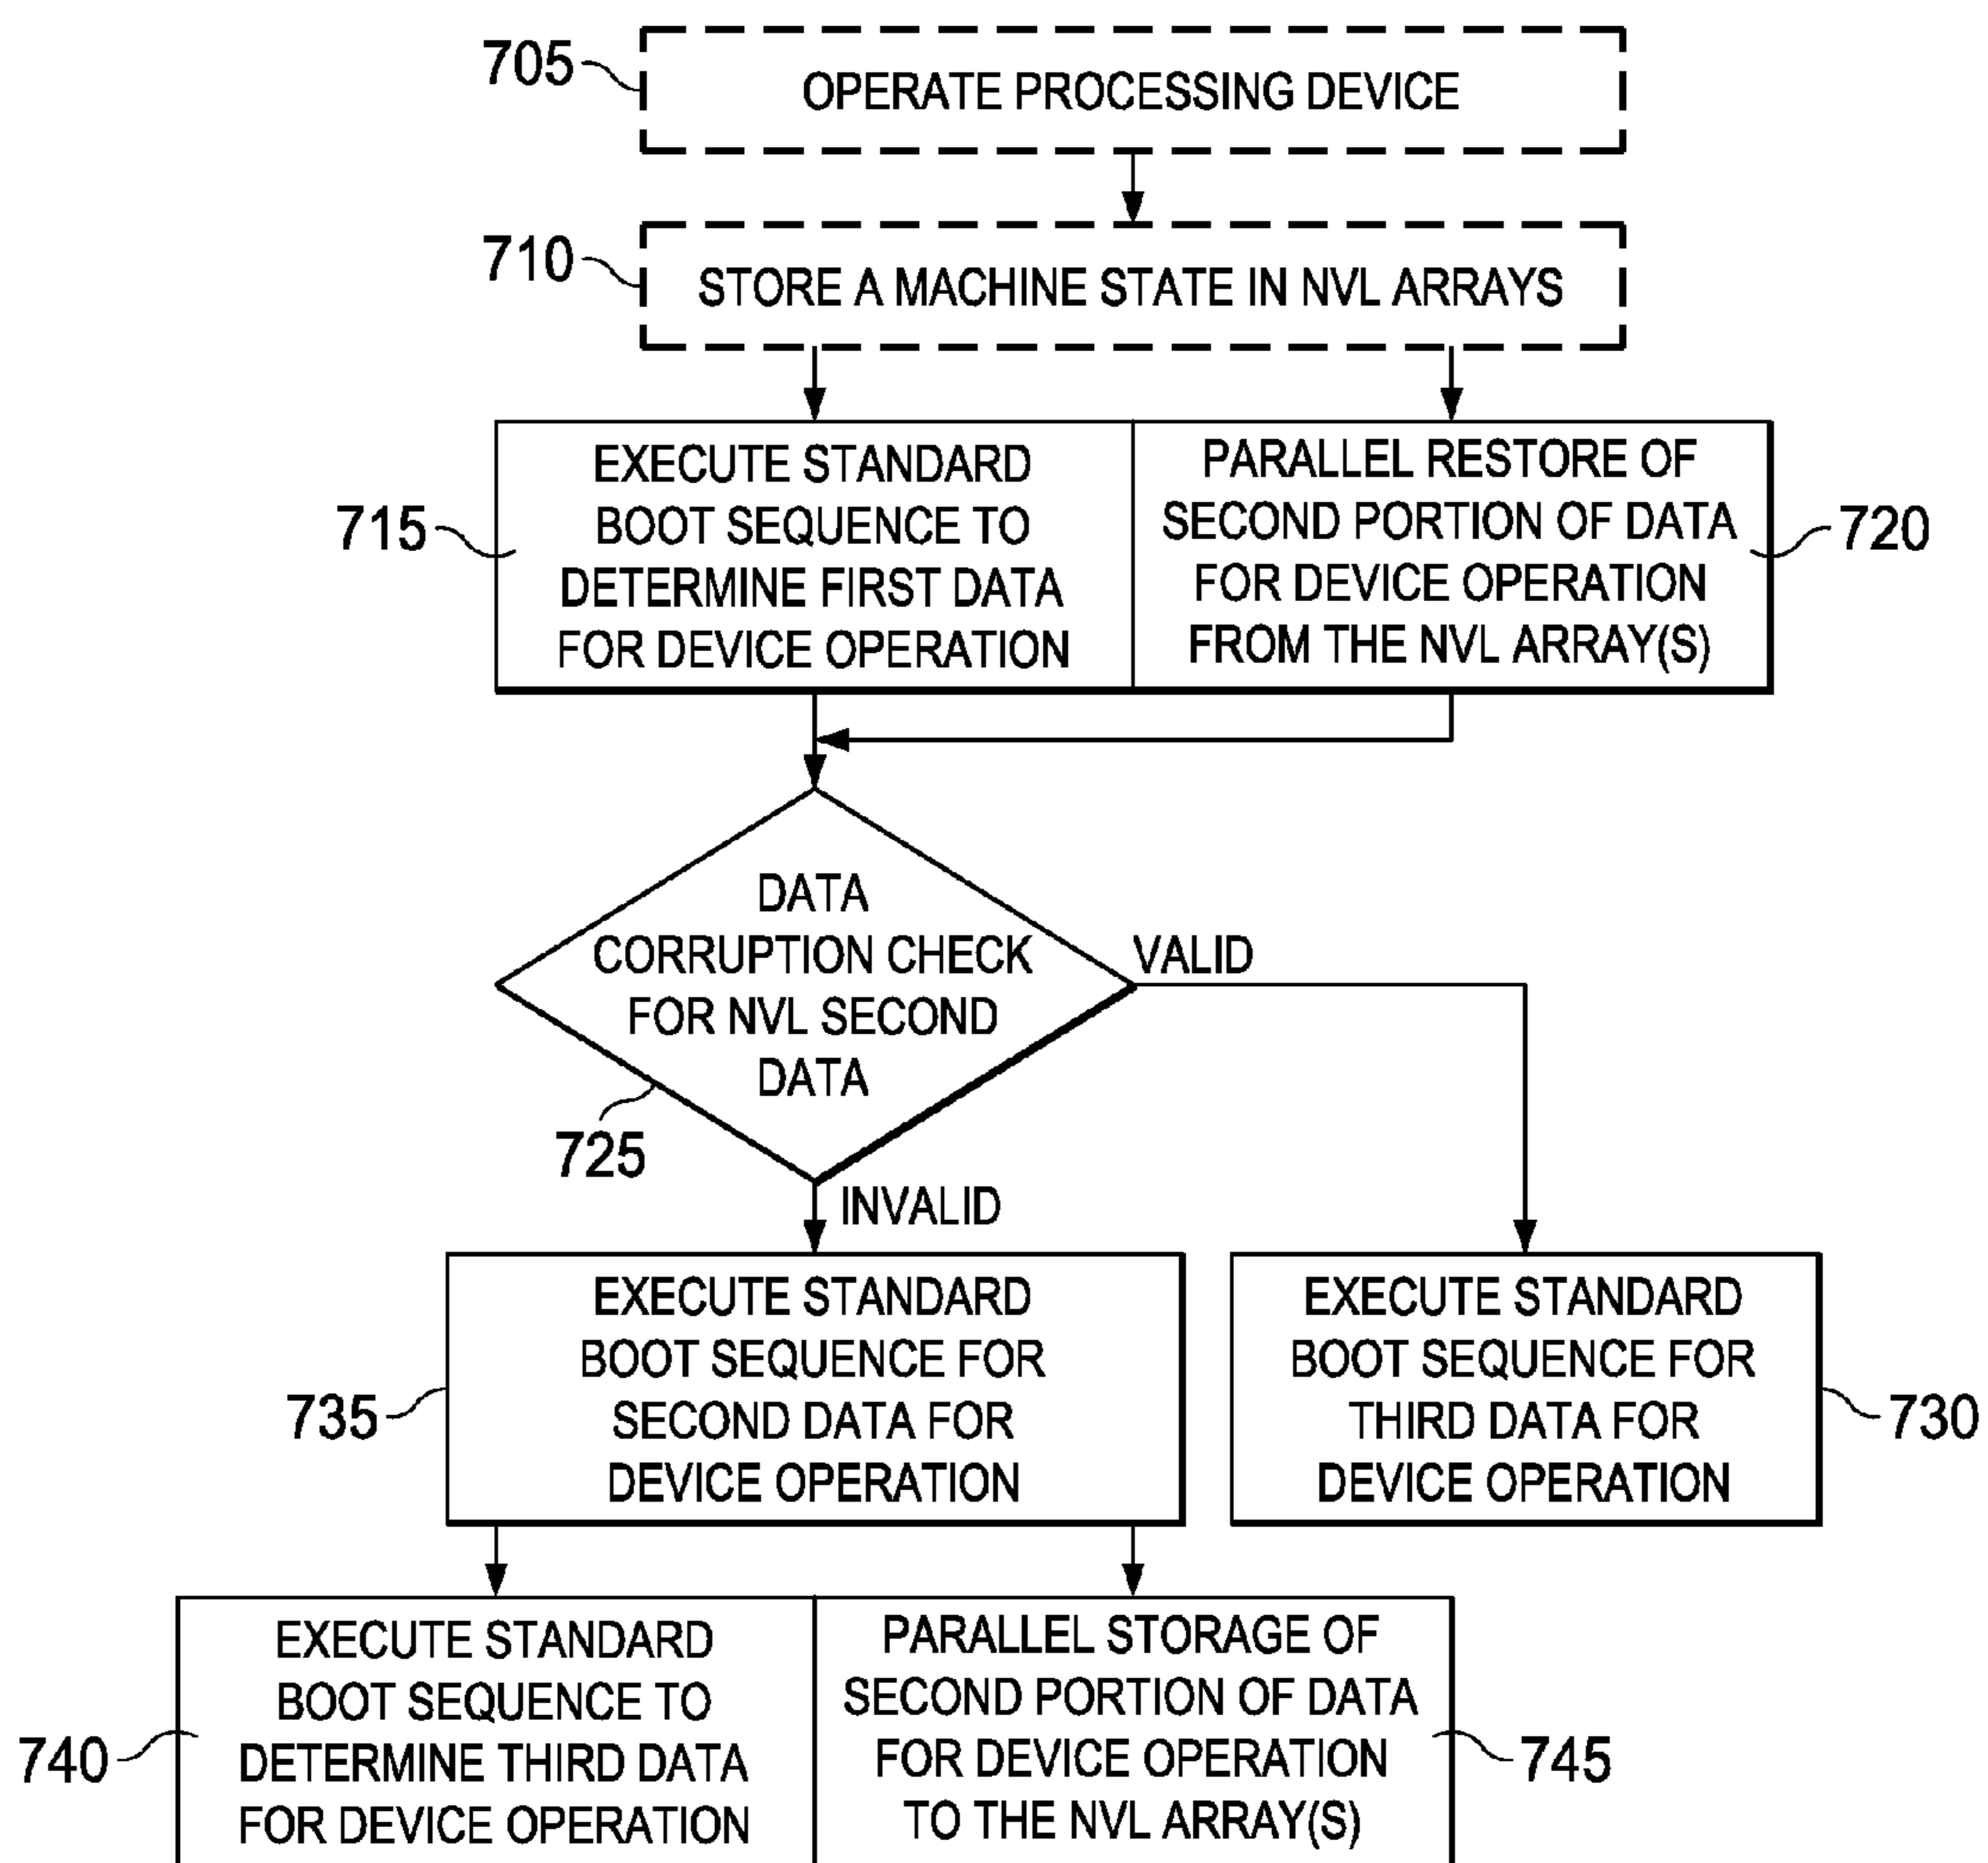 705
OPERATE PROCESSING DEVICE
710
STORE A MACHINE STATE IN NVL ARRAYS
715
EXECUTE STANDARD
BOOT SEQUENCE TO
DETERMINE FIRST DATA
FOR DEVICE OPERATION
PARALLEL RESTORE OF
SECOND PORTION OF DATA
FOR DEVICE OPERATION
FROM THE NVL ARRAY(S)
720
DATA
CORRUPTION CHECK
FOR NVL SECOND
DATA
725
VALID
INVALID
735
EXECUTE STANDARD
BOOT SEQUENCE FOR
SECOND DATA FOR
DEVICE OPERATION
EXECUTE STANDARD
BOOT SEQUENCE FOR
THIRD DATA FOR
DEVICE OPERATION
730
740
EXECUTE STANDARD
BOOT SEQUENCE TO
DETERMINE THIRD DATA
FOR DEVICE OPERATION
PARALLEL STORAGE OF
SECOND PORTION OF DATA
FOR DEVICE OPERATION
TO THE NVL ARRAY(S)
745